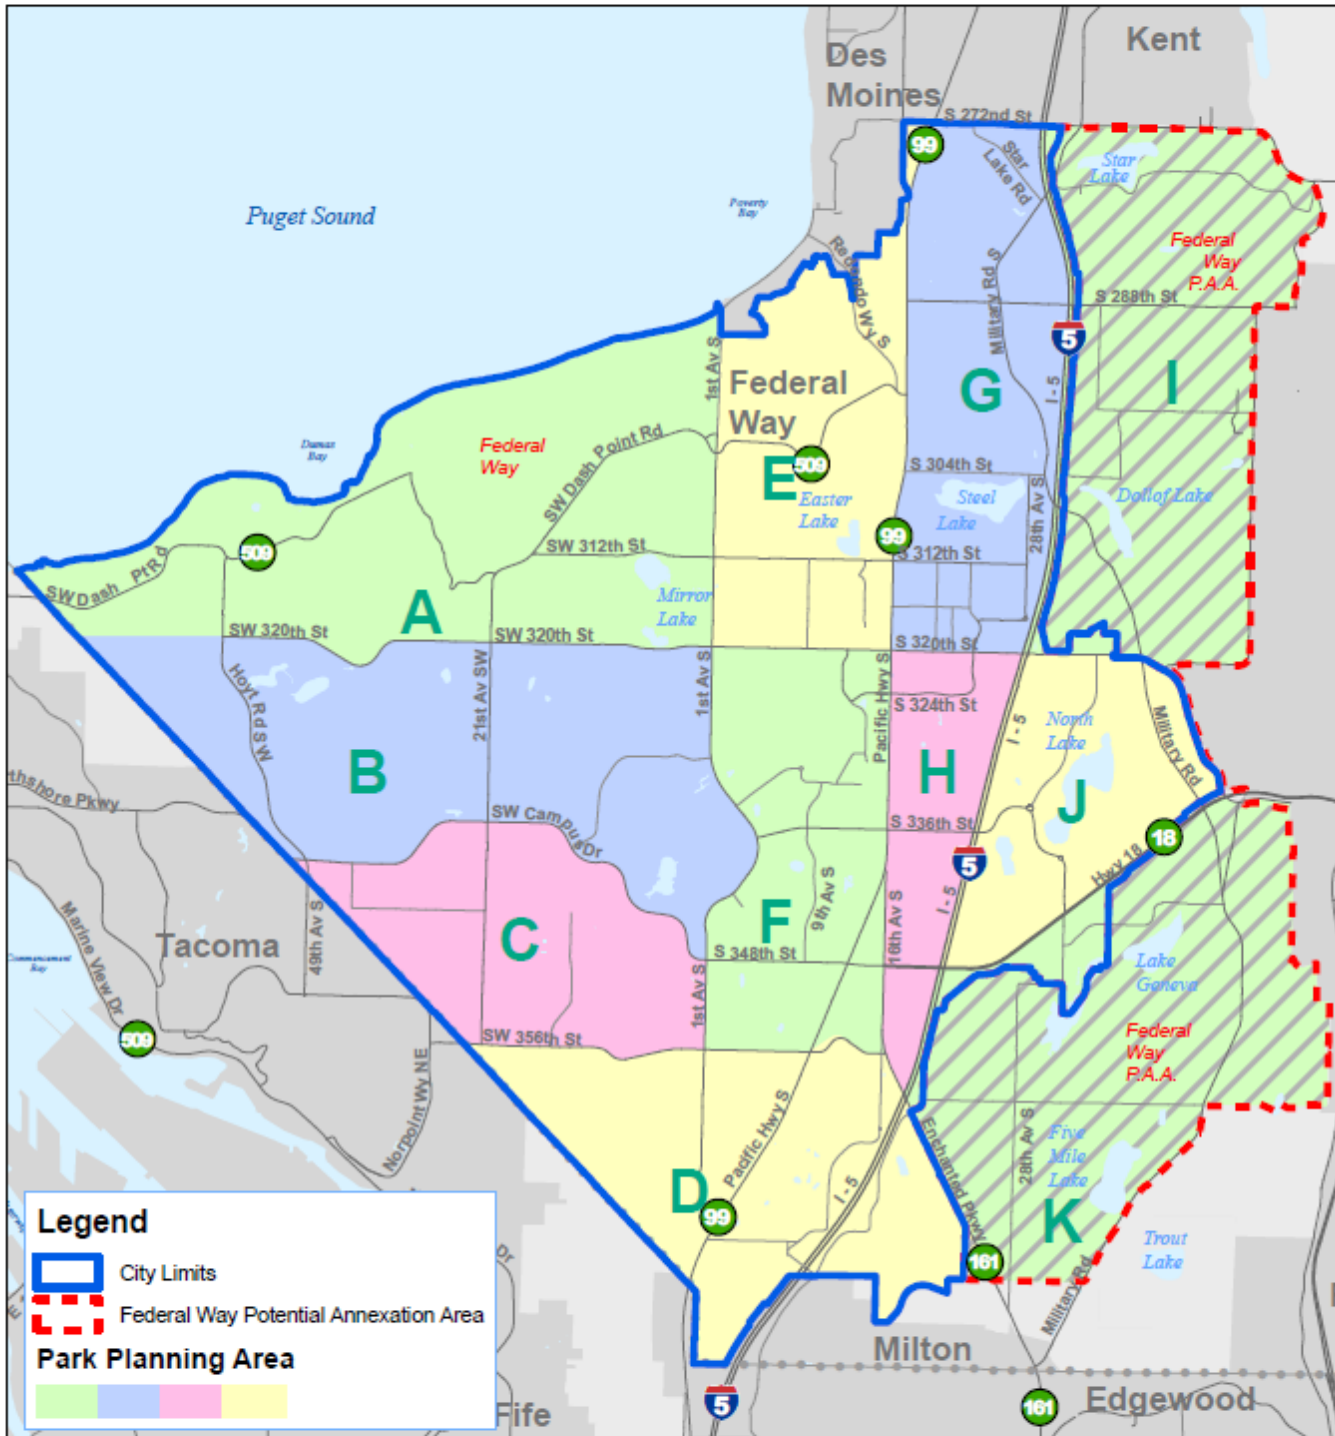 Kent
Des
Moines
S 272nd St
99
Star
Lake Rd
Star
Lake
Puget Sound
Poverty
Bay
Redondo Way S
Military Rd S
Federal
Way
P.A.A.
S 288th St
5
1st Av S
I - 5
Federal
Way
G
I
Dumas
Bay
Federal
Way
SW Dash Point Rd
509
E
S 304th St
Easter
Lake
Steel
Lake
28th Av S
Dollof Lake
99
509
SW 312th St
S 312th St
SW Dash Pt Rd
A
Mirror
Lake
SW 320th St
SW 320th St
S 320th St
Hoyt Rd SW
21st Av SW
1st Av S
Pacific Hwy S
S 324th St
I - 5
North
Lake
Military Rd
B
H
J
SW Campus Dr
S 336th St
18
5
Hwy 18
Marine View Dr
Tacoma
49th Av S
C
F
9th Av S
16th Av S
I - 5
S 348th St
Commencement
Bay
Lake
Geneva
1st Av S
509
SW 356th St
Federal
Way
P.A.A.
Norpoint Wy NE
Pacific Hwy S
Enchanted Pkwy
28th Av S
Five
Mile
Lake
D
99
I - 5
K
Trout
Lake
161
Military Rd
Legend
City Limits
Federal Way Potential Annexation Area
Park Planning Area
Dr
Milton
5
Fife
161
Edgewood